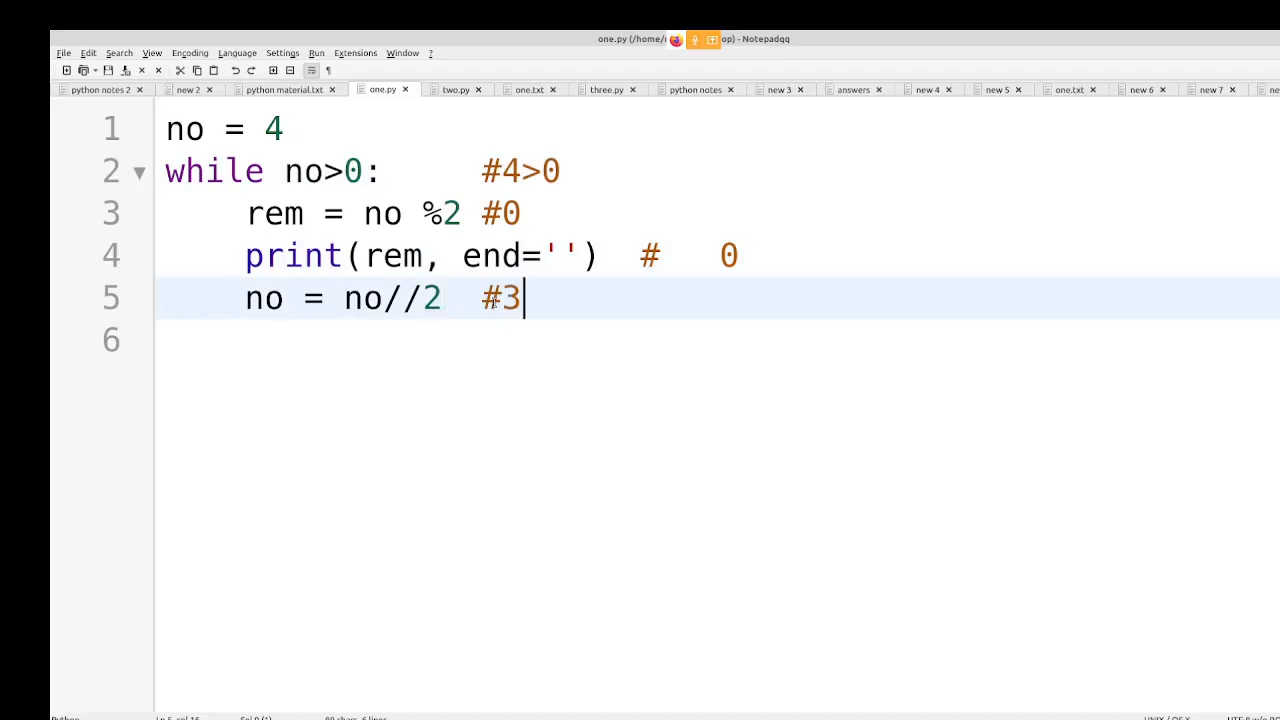 one.py (/home/ op) - Notepadqq
File Edit Search View Encoding Language Settings Run Extensions Window ?
python notes 2 new 2 python material.txt one.py two.py one.txt three.py python notes new 3 answers new 4 new 5 one.txt new 6 new 7
1 no = 4
2 while no>0: #4>0
3 rem = no %2 #0
4 print(rem, end='') # 0
5 no = no//2 #3
6
Python